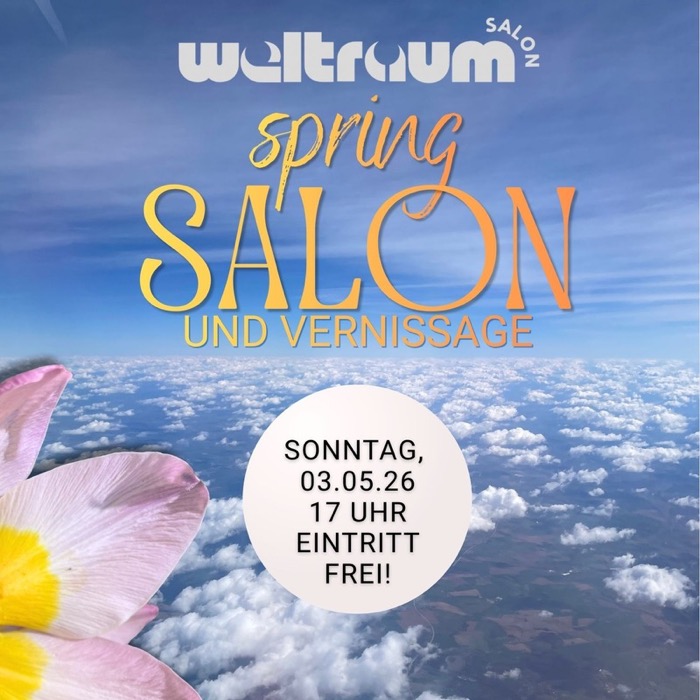 weltraum SALON
spring
SALON
UND VERNISSAGE
SONNTAG,
03.05.26
17 UHR
EINTRITT
FREI!